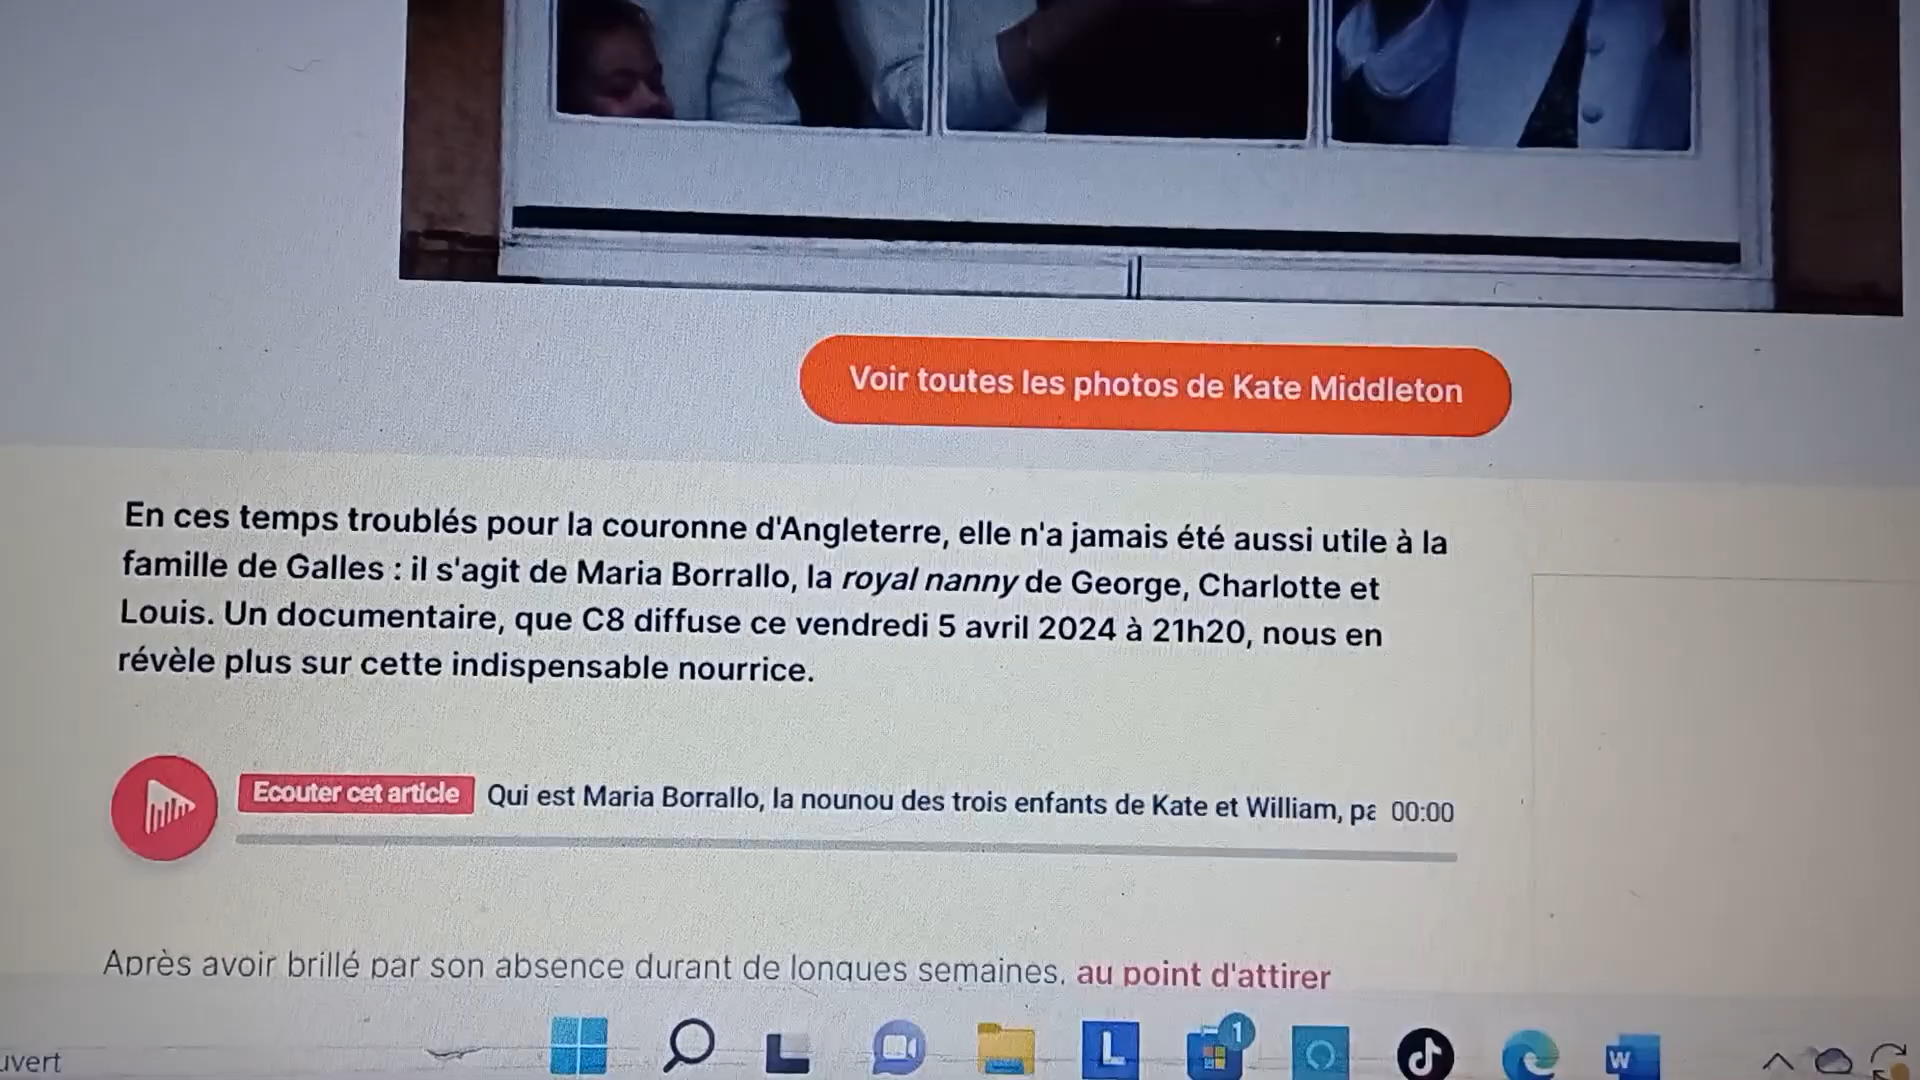 Voir toutes les photos de Kate Middleton
En ces temps troublés pour la couronne d'Angleterre, elle n'a jamais été aussi utile à la
famille de Galles : il s'agit de Maria Borrallo, la royal nanny de George, Charlotte et
Louis. Un documentaire, que C8 diffuse ce vendredi 5 avril 2024 à 21h20, nous en
révèle plus sur cette indispensable nourrice.
Ecouter cet article Qui est Maria Borrallo, la nounou des trois enfants de Kate et William, pa 00:00
Après avoir brillé par son absence durant de longues semaines, au point d'attirer
uvert
L
1
W